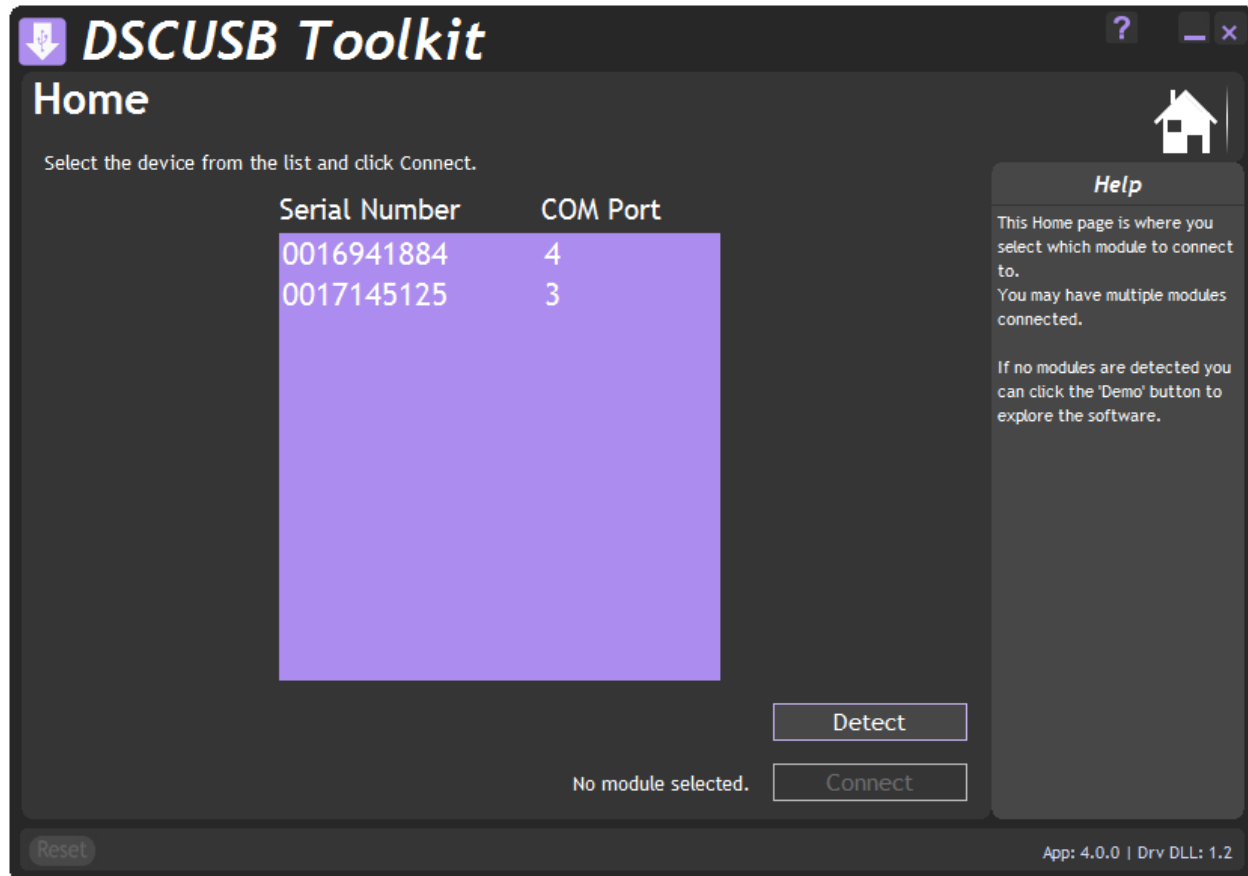 DSCUSB Toolkit
?
Home
Select the device from the list and click Connect.
Serial Number COM Port
0016941884 4
0017145125 3
Detect
No module selected. Connect
Help
This Home page is where you
select which module to connect
to.
You may have multiple modules
connected.
If no modules are detected you
can click the 'Demo' button to
explore the software.
Reset
App: 4.0.0 | Drv DLL: 1.2